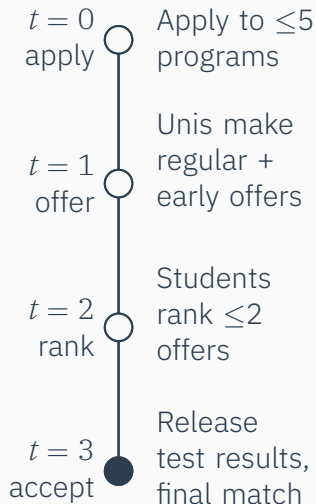 t = 0
apply
Apply to ≤5
programs
t = 1
offer
Unis make
regular +
early offers
t = 2
rank
Students
rank ≤2
offers
t = 3
accept
Release
test results,
final match